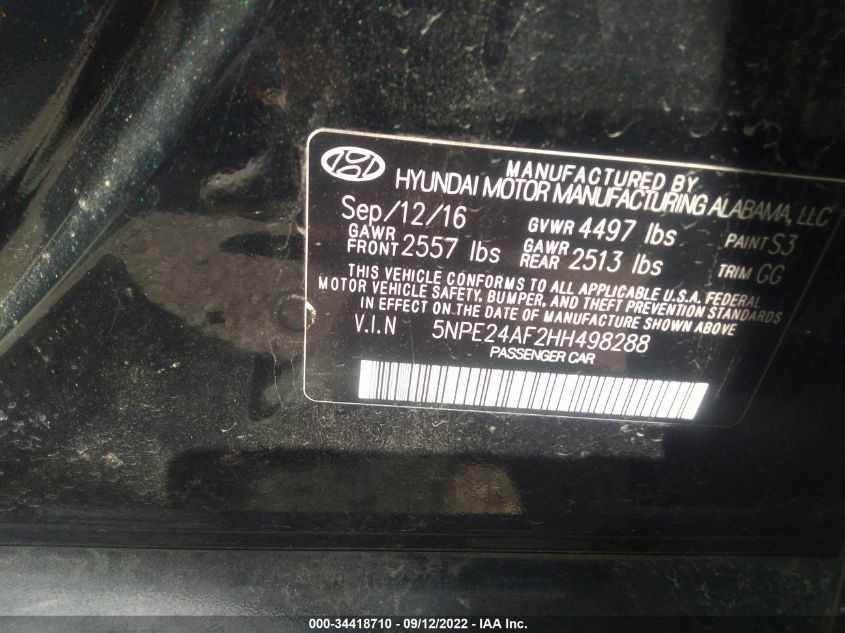 MANUFACTURED BY
HYUNDAI MOTOR MANUFACTURING ALABAMA, LLC
Sep/12/16 GVWR 4497 lbs PAINT S3
GAWR FRONT 2557 lbs GAWR REAR 2513 lbs TRIM GG
THIS VEHICLE CONFORMS TO ALL APPLICABLE U.S.A. FEDERAL
MOTOR VEHICLE SAFETY, BUMPER, AND THEFT PREVENTION STANDARDS
IN EFFECT ON THE DATE OF MANUFACTURE SHOWN ABOVE
V.I.N 5NPE24AF2HH498288
PASSENGER CAR
000-34418710 - 09/12/2022 - IAA Inc.